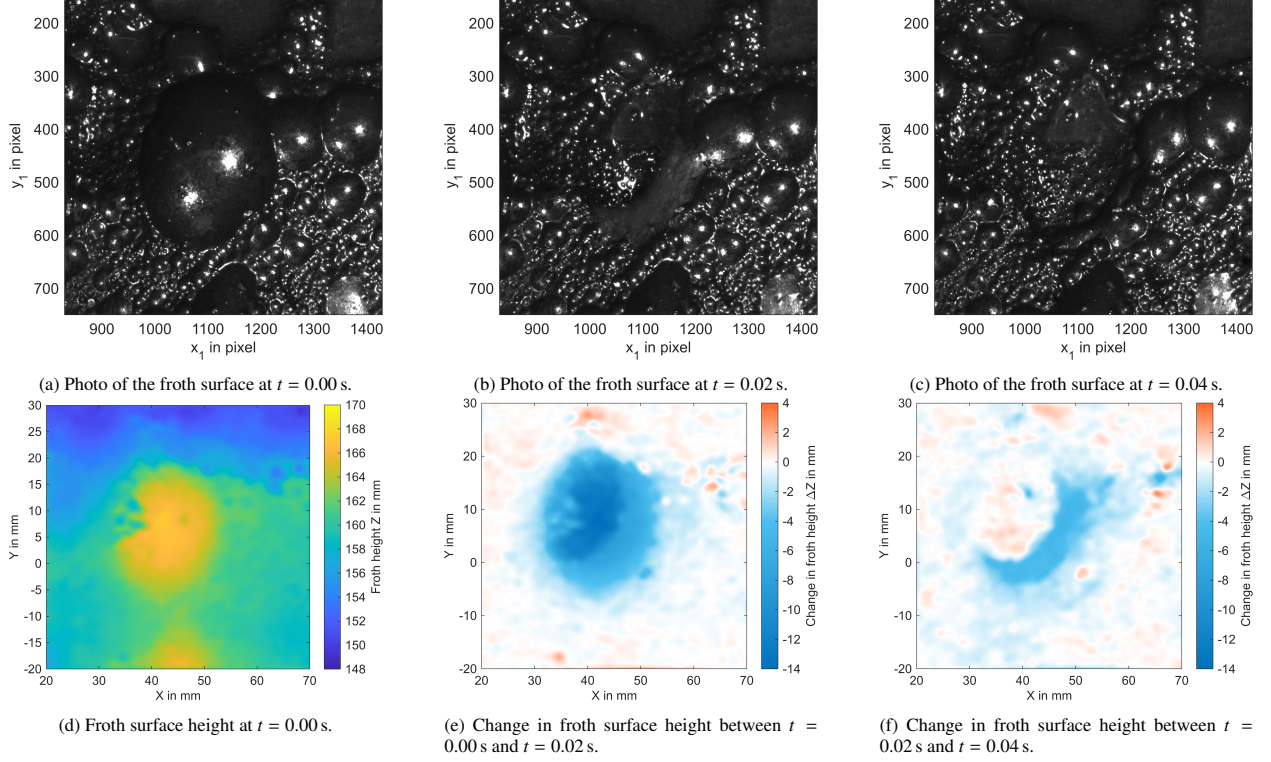 200
300
400
500
600
700
y1 in pixel
900 1000 1100 1200 1300 1400
x1 in pixel
(a) Photo of the froth surface at t = 0.00 s.
200
300
400
500
600
700
y1 in pixel
900 1000 1100 1200 1300 1400
x1 in pixel
(b) Photo of the froth surface at t = 0.02 s.
200
300
400
500
600
700
y1 in pixel
900 1000 1100 1200 1300 1400
x1 in pixel
(c) Photo of the froth surface at t = 0.04 s.
30
25
20
15
10
5
0
-5
-10
-15
-20
Y in mm
20 30 40 50 60 70
X in mm
170
168
166
164
162
160
158
156
154
152
150
148
Froth height Z in mm
(d) Froth surface height at t = 0.00 s.
30
20
10
0
-10
-20
Y in mm
20 30 40 50 60 70
X in mm
4
2
0
-2
-4
-6
-8
-10
-12
-14
Change in froth height ΔZ in mm
(e) Change in froth surface height between t =
0.00 s and t = 0.02 s.
30
20
10
0
-10
-20
Y in mm
20 30 40 50 60 70
X in mm
4
2
0
-2
-4
-6
-8
-10
-12
-14
Change in froth height ΔZ in mm
(f) Change in froth surface height between t =
0.02 s and t = 0.04 s.